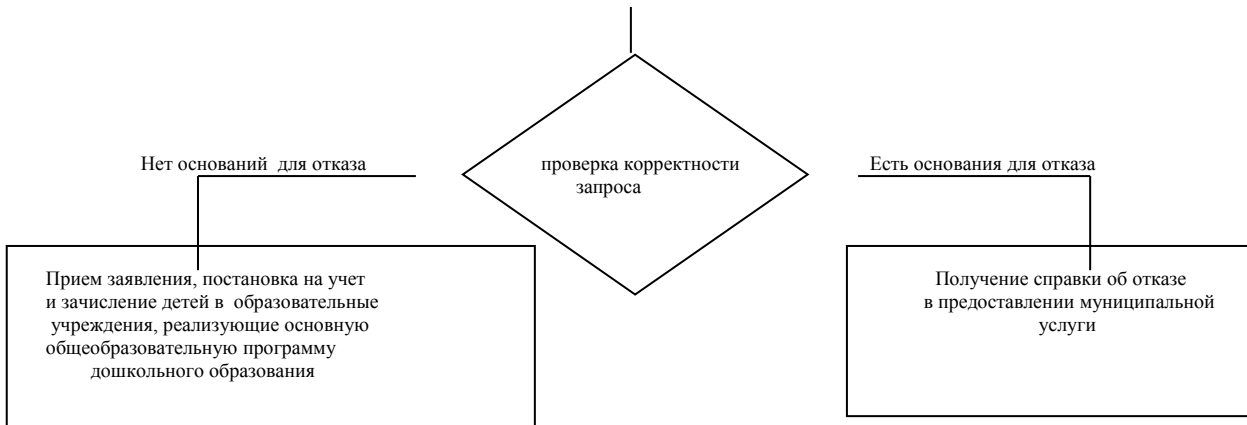 Нет оснований для отказа
проверка корректности
запроса
Есть основания для отказа
Прием заявления, постановка на учет
и зачисление детей в образовательные
учреждения, реализующие основную
общеобразовательную программу
дошкольного образования
Получение справки об отказе
в предоставлении муниципальной
услуги